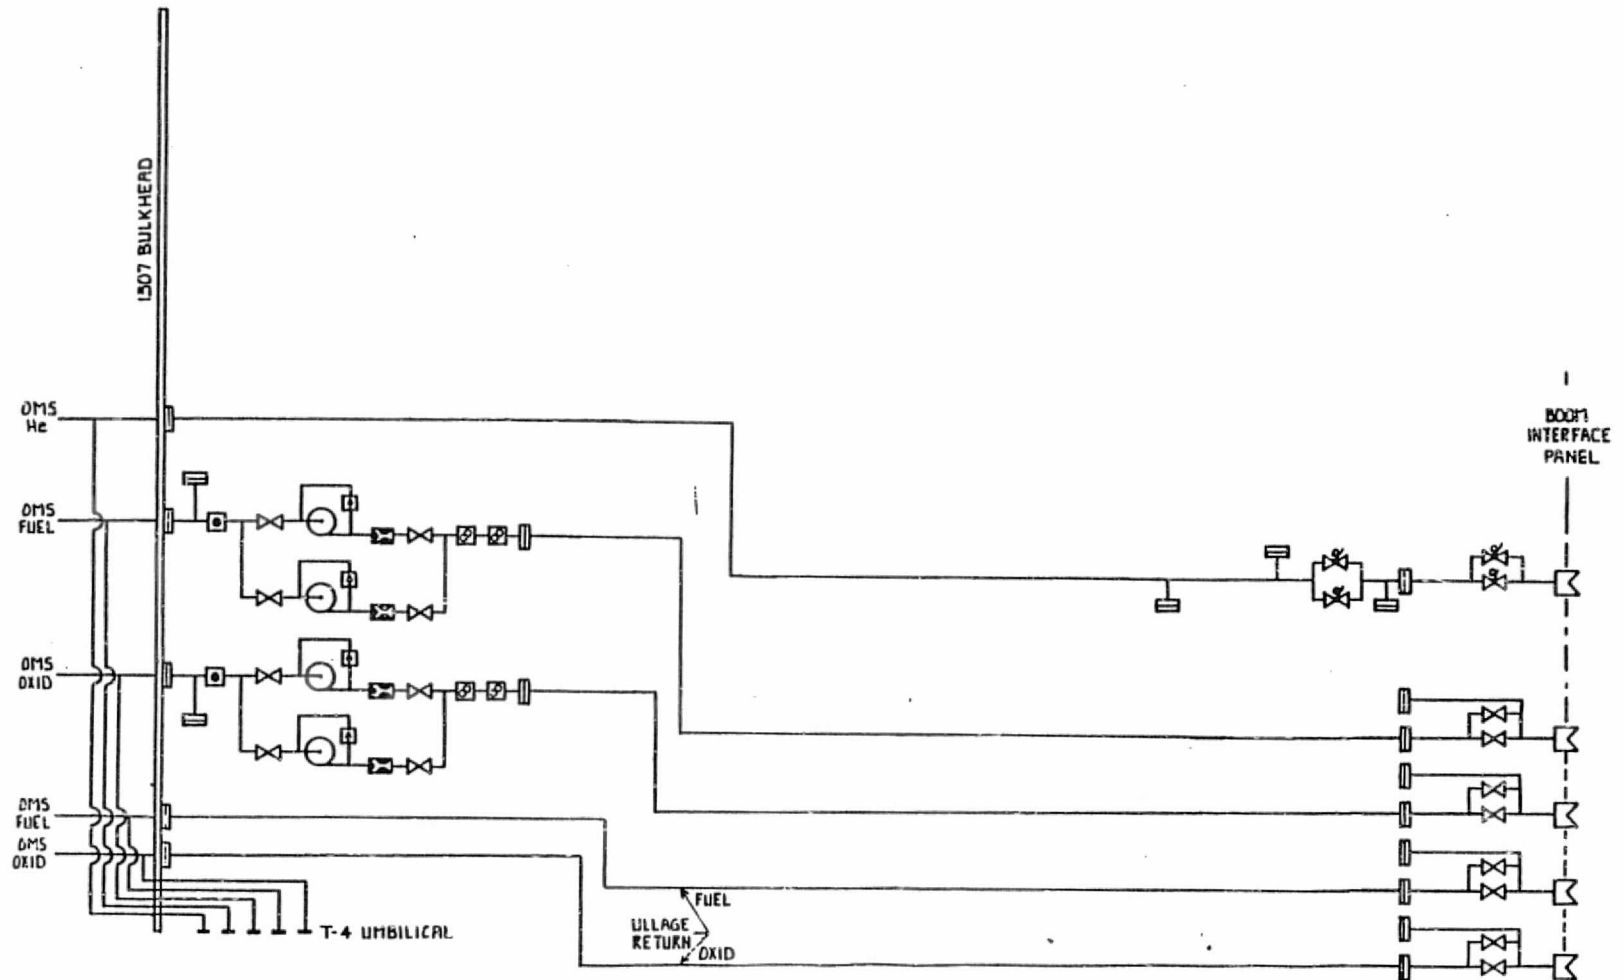 1307 BULKHEAD
OMS
He
OMS
FUEL
OMS
OXID
OMS
FUEL
OMS
OXID
T-4 UMBILICAL
FUEL
ULLAGE
RETURN
OXID
BOOM
INTERFACE
PANEL